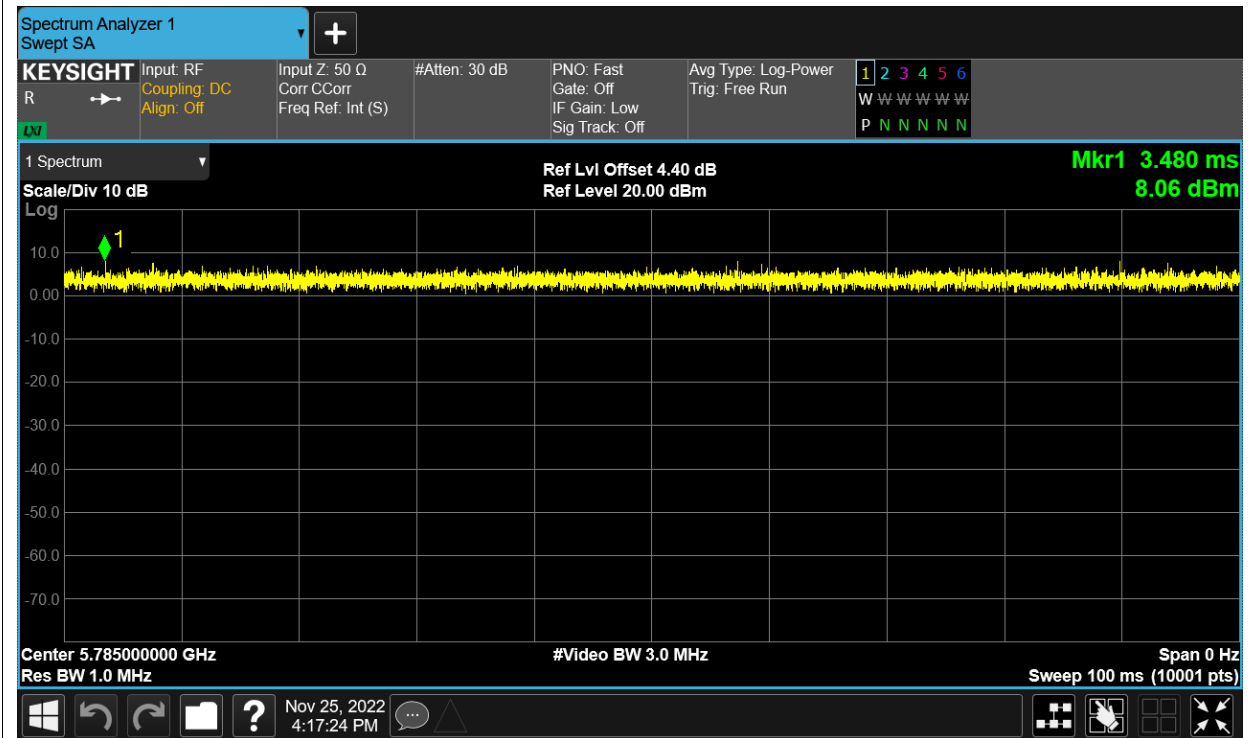 Spectrum Analyzer 1
Swept SA
KEYSIGHT
R
LXI
Input: RF
Coupling: DC
Align: Off
Input Z: 50 Ω
Corr CCorr
Freq Ref: Int (S)
#Atten: 30 dB
PNO: Fast
Gate: Off
IF Gain: Low
Sig Track: Off
Avg Type: Log-Power
Trig: Free Run
1 2 3 4 5 6
W W W W W W
P N N N N N
1 Spectrum
Scale/Div 10 dB
Ref Lvl Offset 4.40 dB
Ref Level 20.00 dBm
Mkr1 3.480 ms
8.06 dBm
Log
1
10.0
0.00
-10.0
-20.0
-30.0
-40.0
-50.0
-60.0
-70.0
Center 5.785000000 GHz
#Video BW 3.0 MHz
Span 0 Hz
Res BW 1.0 MHz
Sweep 100 ms (10001 pts)
?
Nov 25, 2022
4:17:24 PM